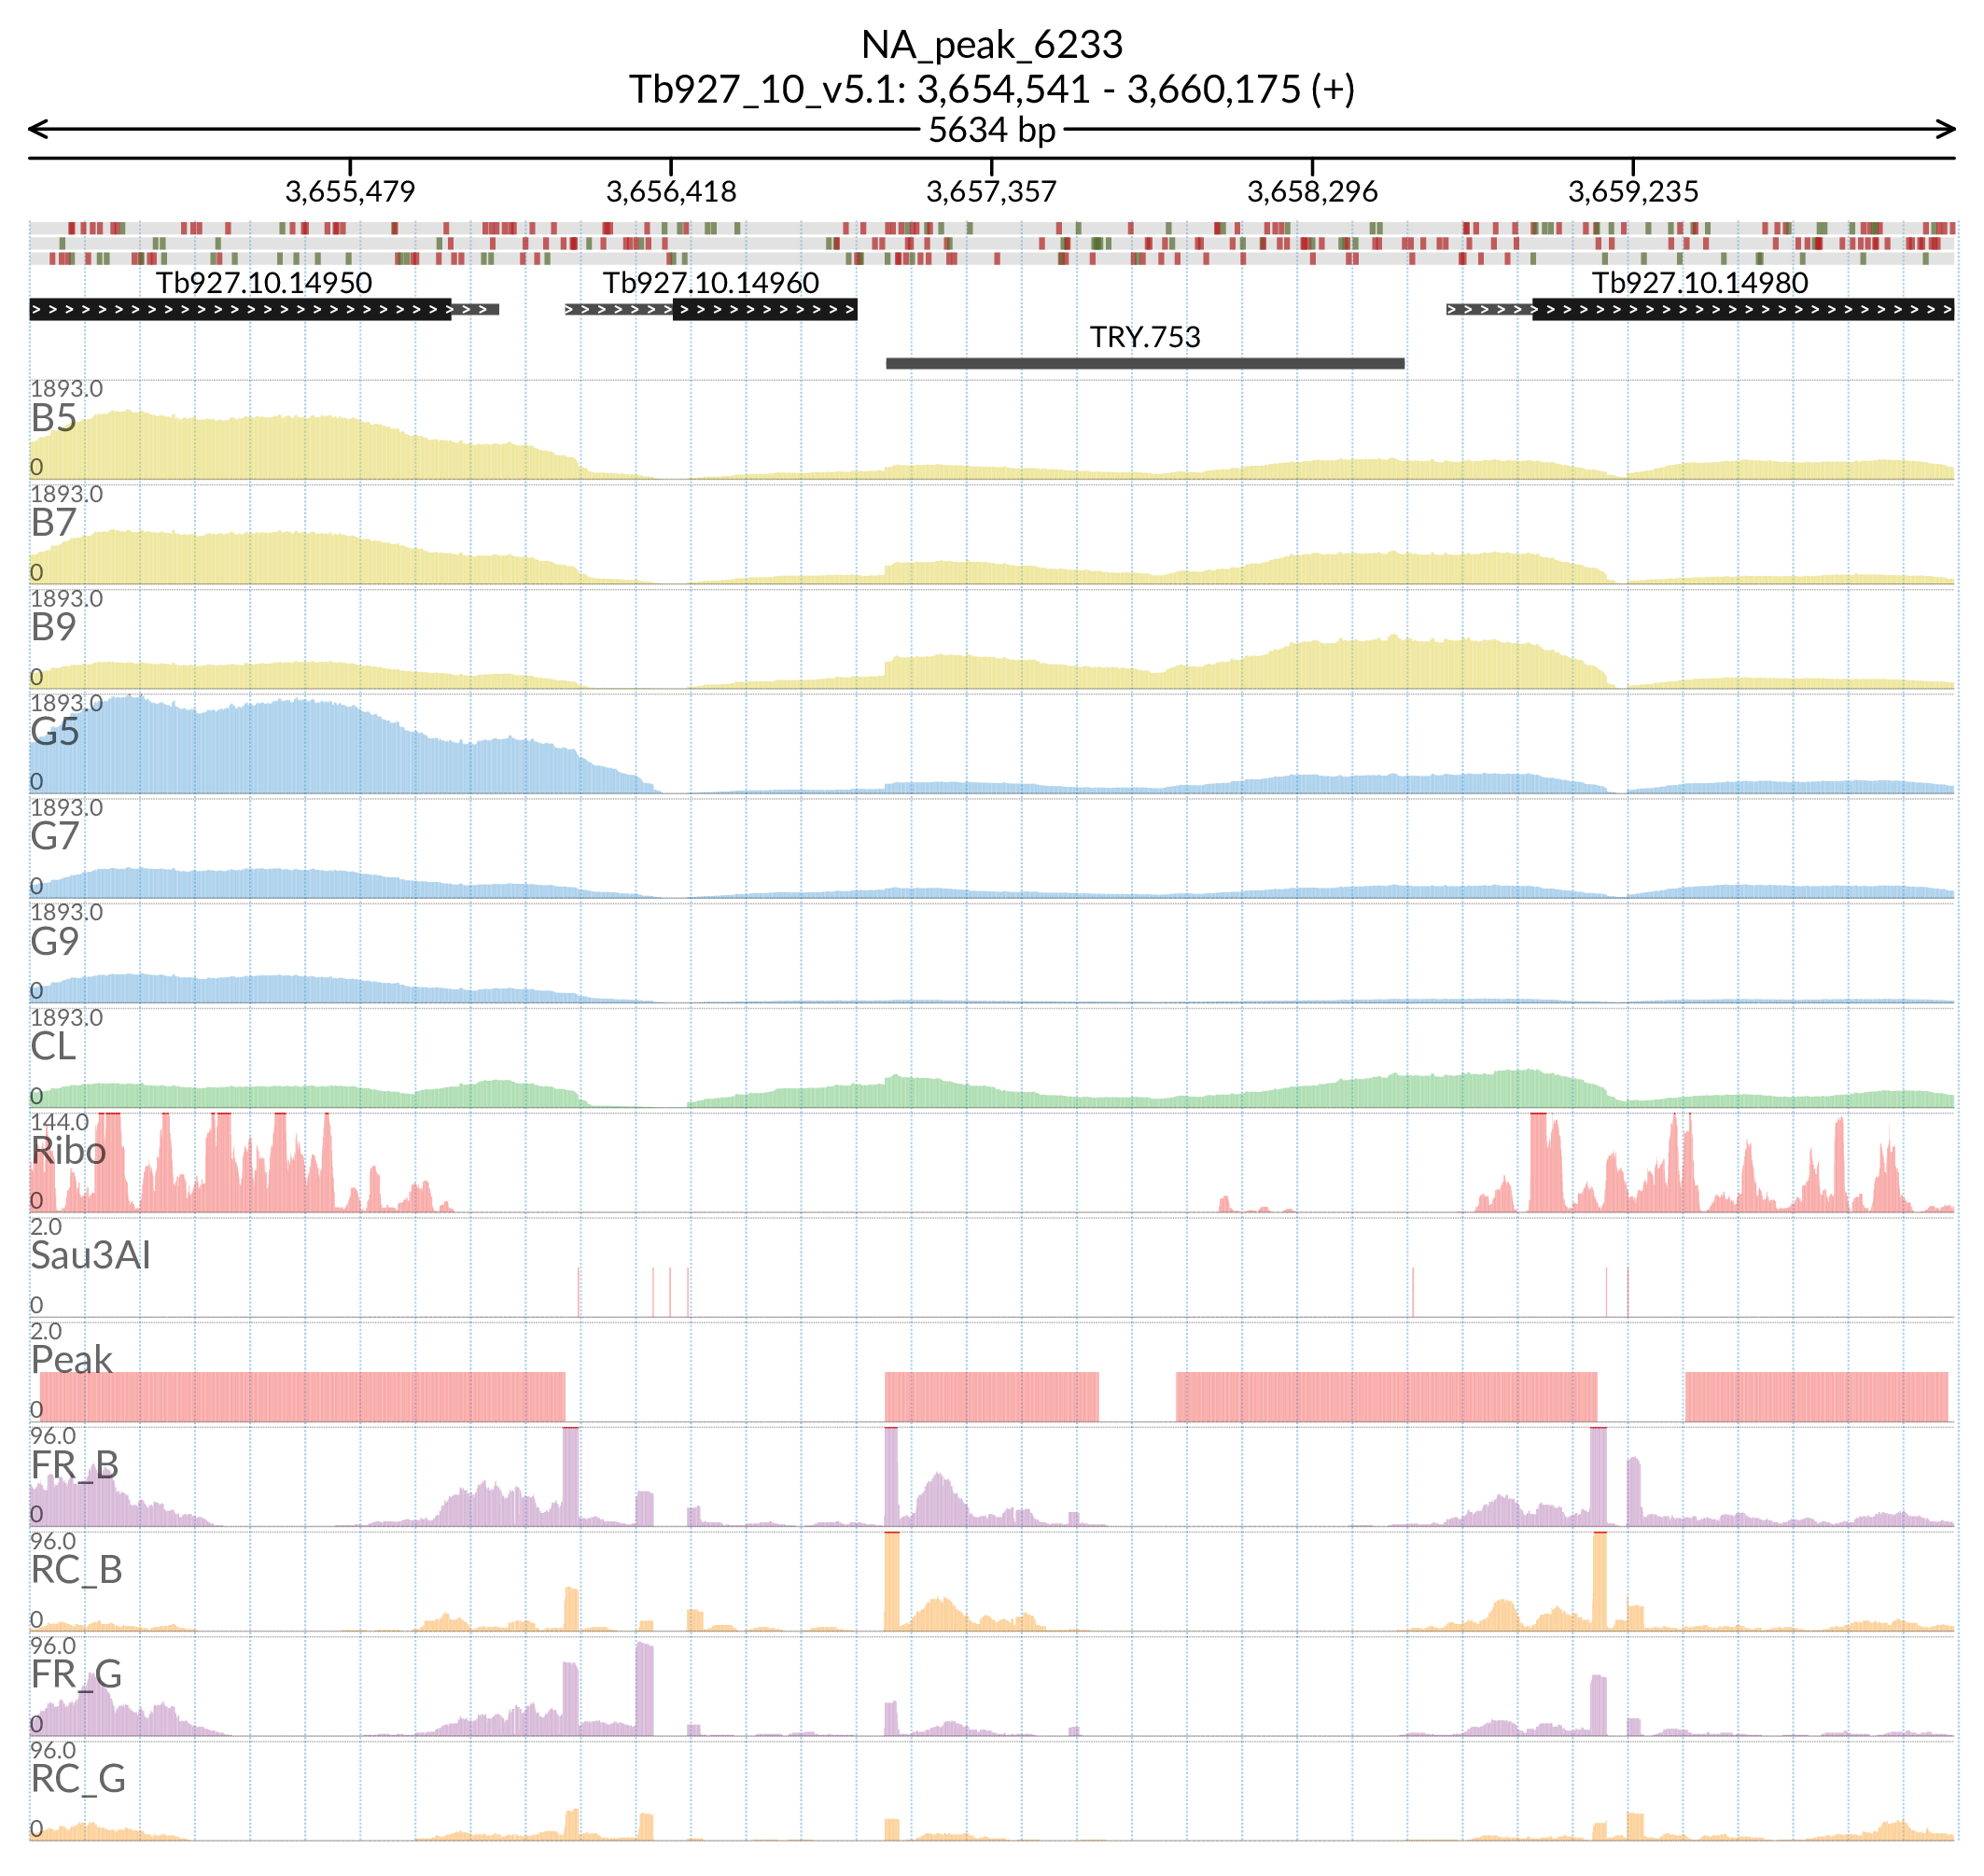 NA_peak_6233
Tb927_10_v5.1: 3,654,541 - 3,660,175 (+)
5634 bp
3,655,479 3,656,418 3,657,357 3,658,296 3,659,235
Tb927.10.14950 Tb927.10.14960 Tb927.10.14980
TRY.753
1893.0
B5
0
1893.0
B7
0
1893.0
B9
0
1893.0
G5
0
1893.0
G7
0
1893.0
G9
0
1893.0
CL
0
144.0
Ribo
0
2.0
Sau3AI
0
2.0
Peak
0
96.0
FR_B
0
96.0
RC_B
0
96.0
FR_G
0
96.0
RC_G
0